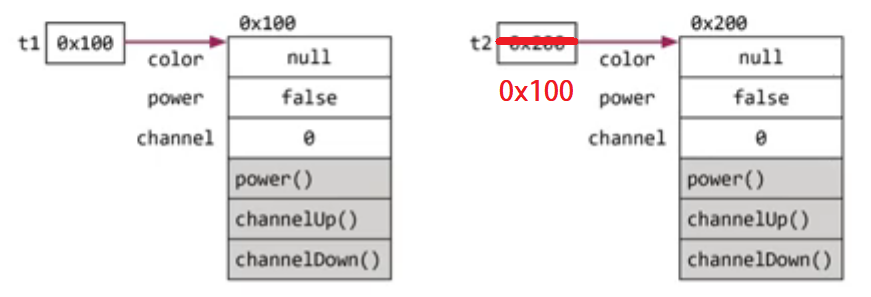 0x100
t1 0x100
color null
power false
channel 0
power()
channelUp()
channelDown()
0x200
t2 0x200
0x100
color null
power false
channel 0
power()
channelUp()
channelDown()